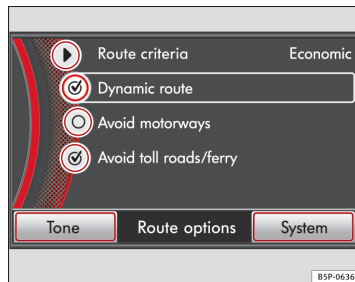 Route criteria Economic
Dynamic route
Avoid motorways
Avoid toll roads/ferry
Tone Route options System
B5P-0636